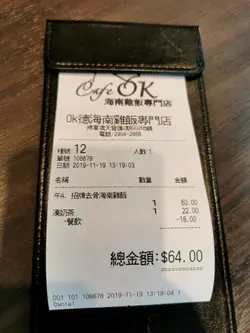 Cafe OK
海南雞飯專門店
OK德海南雞飯專門店
電話:2904-2888
檯號 12 人數:1
單號 106678
日期 2019-11-19 13:19:03
名稱 數量 金額
午A. 招牌去骨海南雞飯 1 60.00
凍奶茶 1 22.00
-餐飲 -18.00
總金額:$64.00
001 101 106678 2019-11-19 13:19:04 1
Daniel